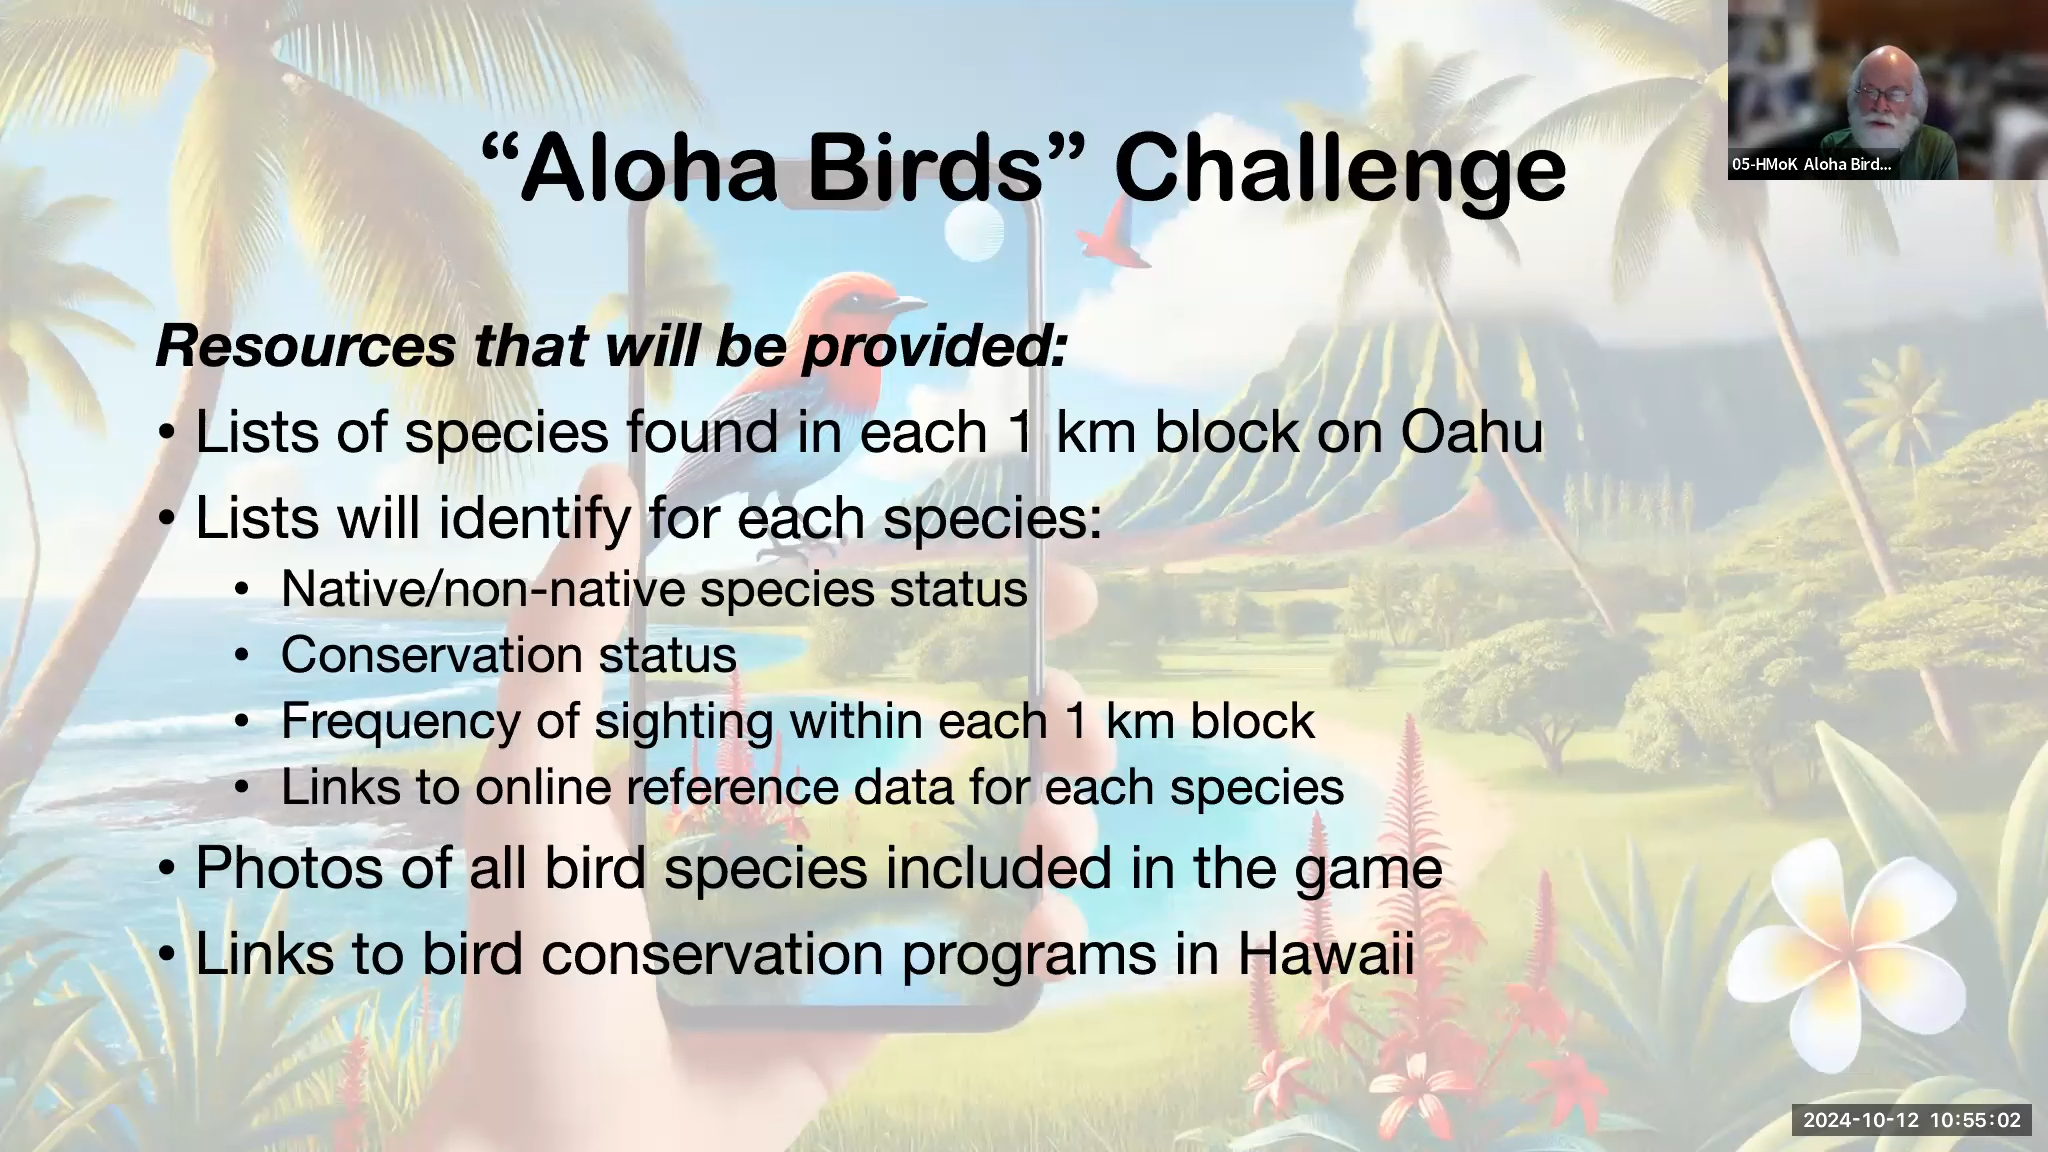 “Aloha Birds” Challenge
05-HMoK Aloha Bird...
Resources that will be provided:
• Lists of species found in each 1 km block on Oahu
• Lists will identify for each species:
• Native/non-native species status
• Conservation status
• Frequency of sighting within each 1 km block
• Links to online reference data for each species
• Photos of all bird species included in the game
• Links to bird conservation programs in Hawaii
2024-10-12 10:55:02